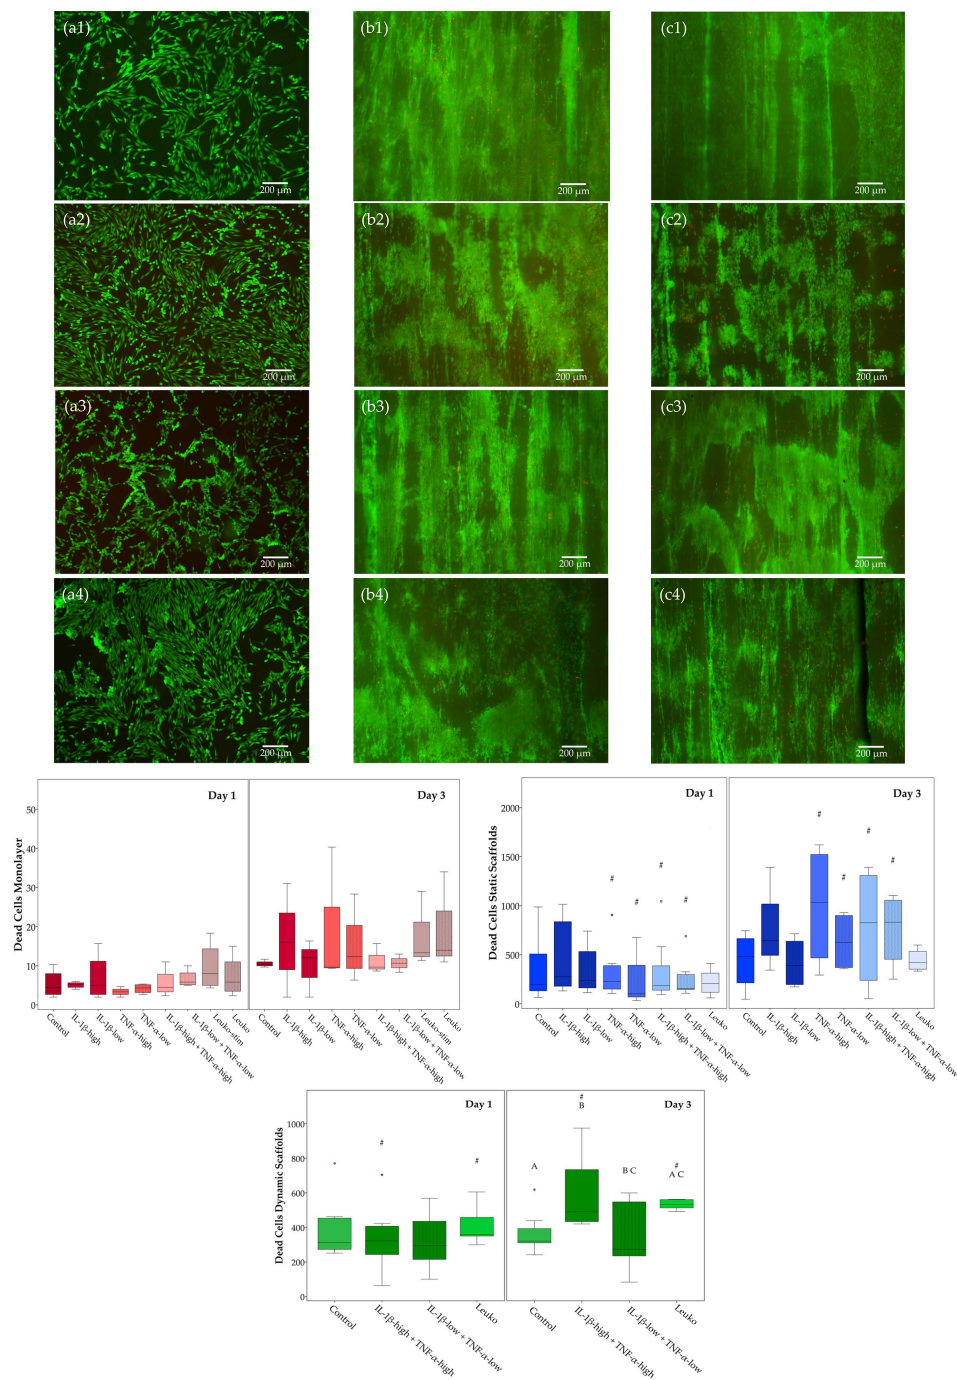 (a1)
(b1)
(c1)
200 µm
200 µm
200 µm
(a2)
(b2)
(c2)
200 µm
200 µm
200 µm
(a3)
(b3)
(c3)
200 µm
200 µm
200 µm
(a4)
(b4)
(c4)
200 µm
200 µm
200 µm
Dead Cells Monolayer
50
40
30
20
10
0
Day 1
Day 3
Control
IL-1β-high
IL-1β-low
TNF-α-high
TNF-α-low
IL-1β-high + TNF-α-high
IL-1β-low + TNF-α-low
Leuko-stim
Leuko
Control
IL-1β-high
IL-1β-low
TNF-α-high
TNF-α-low
IL-1β-high + TNF-α-high
IL-1β-low + TNF-α-low
Leuko-stim
Leuko
Dead Cells Static Scaffolds
2000
1500
1000
500
0
Day 1
# # # #
Day 3
# # # #
Control
IL-1β-high
IL-1β-low
TNF-α-high
TNF-α-low
IL-1β-high + TNF-α-high
IL-1β-low + TNF-α-low
Leuko
Control
IL-1β-high
IL-1β-low
TNF-α-high
TNF-α-low
IL-1β-high + TNF-α-high
IL-1β-low + TNF-α-low
Leuko
Dead Cells Dynamic Scaffolds
1000
800
600
400
200
0
Day 1
# #
Day 3
A
#
B
B C
#
A C
Control
IL-1β-high + TNF-α-high
IL-1β-low + TNF-α-low
Leuko
Control
IL-1β-high + TNF-α-high
IL-1β-low + TNF-α-low
Leuko